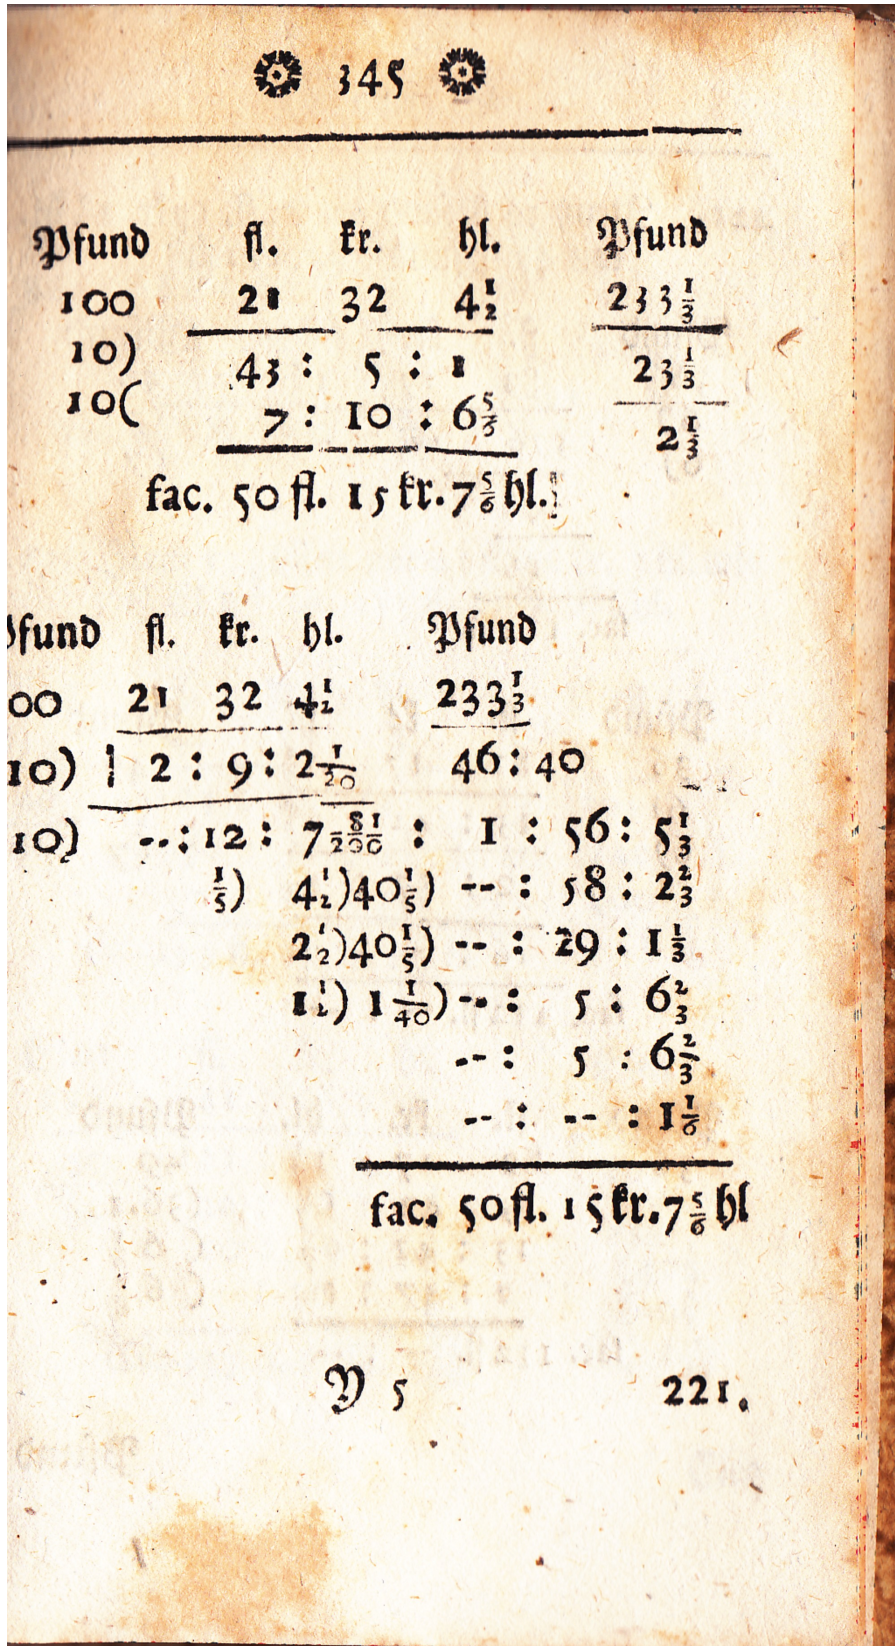 345
Pfund fl. kr. hl. Pfund
100 21 32 4½ 233⅓
10) 43 : 5 : 1 23⅓
10( 7 : 10 : 6⅚ 2⅓
fac. 50 fl. 15 kr. 7⅚ hl.
fund fl. kr. hl. Pfund
00 21 32 4½ 233⅓
10) 2 : 9 : 2 1/20 46 : 40
10) -- : 12 : 7 81/200 : 1 : 56 : 5⅓
⅕) 4½) 40⅕) -- : 58 : 2⅔
2½) 40⅕) -- : 29 : 1⅓
1½) 1 1/40) -- : 5 : 6⅔
-- : 5 : 6⅔
-- : -- : 1⅙
fac. 50 fl. 15 kr. 7⅚ hl
Y 5 221.